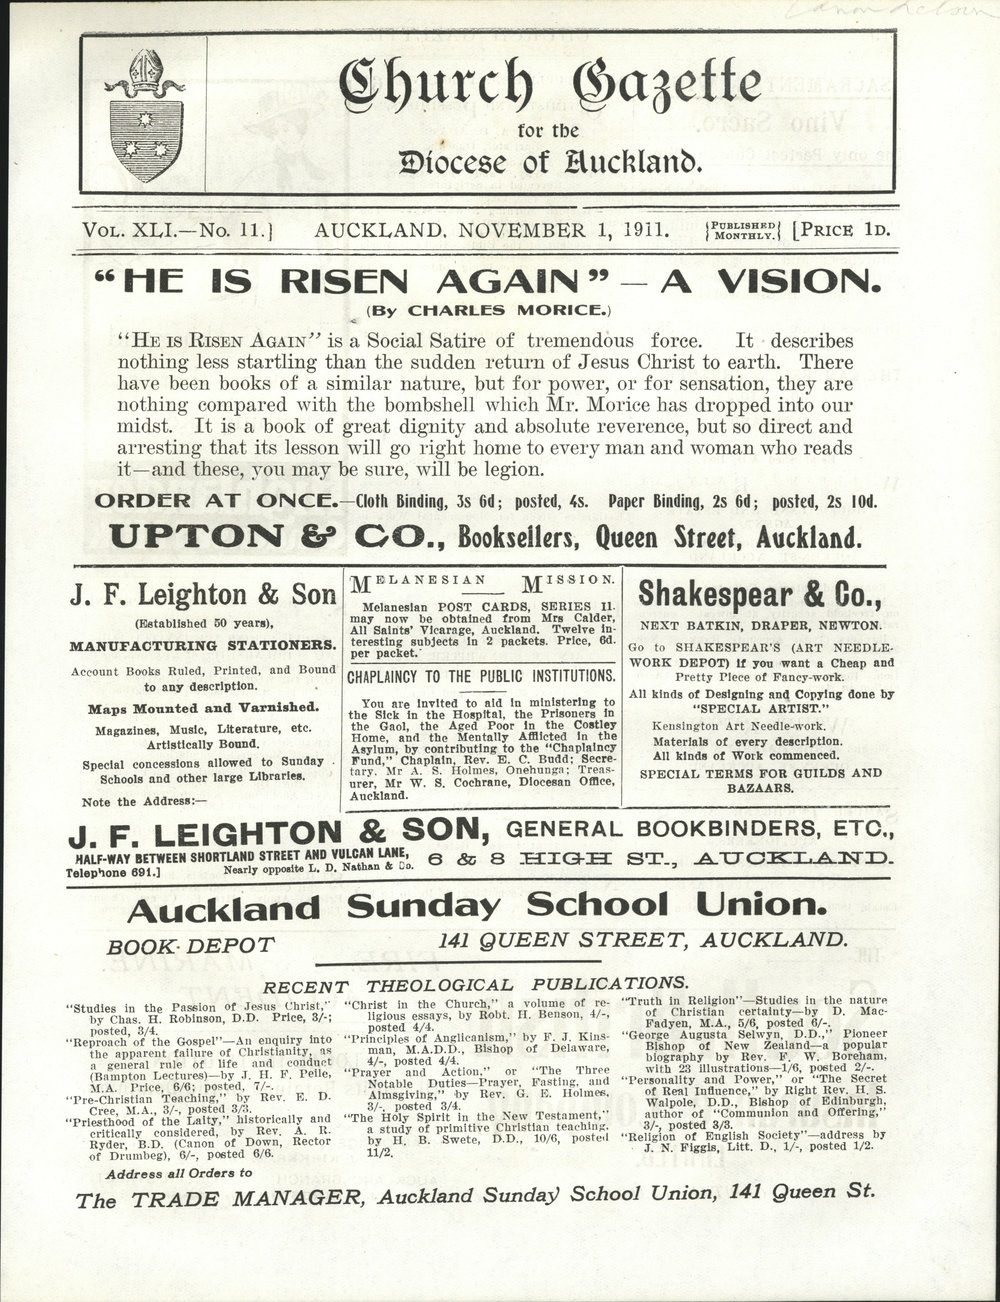 Church Gazette
for the
Diocese of Auckland.
VOL. XLI.—No. 11.]
AUCKLAND, NOVEMBER 1, 1911.
{PUBLISHED
MONTHLY.}
[PRICE 1D.
"HE IS RISEN AGAIN" — A VISION.
(By CHARLES MORICE.)
"HE IS RISEN AGAIN" is a Social Satire of tremendous force. It describes
nothing less startling than the sudden return of Jesus Christ to earth. There
have been books of a similar nature, but for power, or for sensation, they are
nothing compared with the bombshell which Mr. Morice has dropped into our
midst. It is a book of great dignity and absolute reverence, but so direct and
arresting that its lesson will go right home to every man and woman who reads
it—and these, you may be sure, will be legion.
ORDER AT ONCE.—Cloth Binding, 3s 6d; posted, 4s. Paper Binding, 2s 6d; posted, 2s 10d.
UPTON & CO., Booksellers, Queen Street, Auckland.
J. F. Leighton & Son
(Established 50 years),
MANUFACTURING STATIONERS.
Account Books Ruled, Printed, and Bound
to any description.
Maps Mounted and Varnished.
Magazines, Music, Literature, etc.
Artistically Bound.
Special concessions allowed to Sunday
Schools and other large Libraries.
Note the Address:—
MELANESIAN MISSION.
Melanesian POST CARDS, SERIES 11.
may now be obtained from Mrs Calder,
All Saints' Vicarage, Auckland. Twelve in-
teresting subjects in 2 packets. Price, 6d.
per packet.
CHAPLAINCY TO THE PUBLIC INSTITUTIONS.
You are invited to aid in ministering to
the Sick in the Hospital, the Prisoners in
the Gaol, the Aged Poor in the Costley
Home, and the Mentally Afflicted in the
Asylum, by contributing to the "Chaplaincy
Fund," Chaplain, Rev. E. C. Budd; Secre-
tary, Mr A. S. Holmes, Onehunga; Treas-
urer, Mr W. S. Cochrane, Diocesan Office,
Auckland.
Shakespear & Co.,
NEXT BATKIN, DRAPER, NEWTON.
Go to SHAKESPEAR'S (ART NEEDLE-
WORK DEPOT) if you want a Cheap and
Pretty Piece of Fancy-work.
All kinds of Designing and Copying done by
"SPECIAL ARTIST."
Kensington Art Needle-work.
Materials of every description.
All kinds of Work commenced.
SPECIAL TERMS FOR GUILDS AND
BAZAARS.
J. F. LEIGHTON & SON, GENERAL BOOKBINDERS, ETC.,
HALF-WAY BETWEEN SHORTLAND STREET AND VULCAN LANE,
6 & 8 HIGH ST., AUCKLAND.
Telephone 691.]
Nearly opposite L. D. Nathan & Co.
Auckland Sunday School Union.
BOOK DEPOT
141 QUEEN STREET, AUCKLAND.
RECENT THEOLOGICAL PUBLICATIONS.
"Studies in the Passion of Jesus Christ,"
by Chas. H. Robinson, D.D. Price, 3/-;
posted, 3/4.
"Reproach of the Gospel"—An enquiry into
the apparent failure of Christianity, as
a general rule of life and conduct
(Bampton Lectures)—by J. H. F. Peile,
M.A. Price, 6/6; posted, 7/-.
"Pre-Christian Teaching," by Rev. E. D.
Cree, M.A., 3/-, posted 3/3.
"Priesthood of the Laity," historically and
critically considered, by Rev. A. R.
Ryder, B.D. (Canon of Down, Rector
of Drumbeg), 6/-, posted 6/6.
"Christ in the Church," a volume of re-
ligious essays, by Robt. H. Benson, 4/-,
posted 4/4.
"Principles of Anglicanism," by F. J. Kins-
man, M.A.D.D., Bishop of Delaware,
4/-, posted 4/4.
"Prayer and Action," or "The Three
Notable Duties—Prayer, Fasting, and
Almsgiving," by Rev. G. E. Holmes,
3/-, posted 3/4.
"The Holy Spirit in the New Testament,"
a study of primitive Christian teaching,
by H. B. Swete, D.D., 10/6, posted
11/2.
"Truth in Religion"—Studies in the nature
of Christian certainty—by D. Mac-
Fadyen, M.A., 5/6, posted 6/-.
"George Augusta Selwyn, D.D.," Pioneer
Bishop of New Zealand—a popular
biography by Rev. F. W. Boreham,
with 23 illustrations—1/6, posted 2/-.
"Personality and Power," or "The Secret
of Real Influence," by Right Rev. H. S.
Walpole, D.D., Bishop of Edinburgh,
author of "Communion and Offering,"
3/-, posted 3/3.
"Religion of English Society"—address by
J. N. Figgis, Litt. D., 1/-, posted 1/2.
Address all Orders to
The TRADE MANAGER, Auckland Sunday School Union, 141 Queen St.